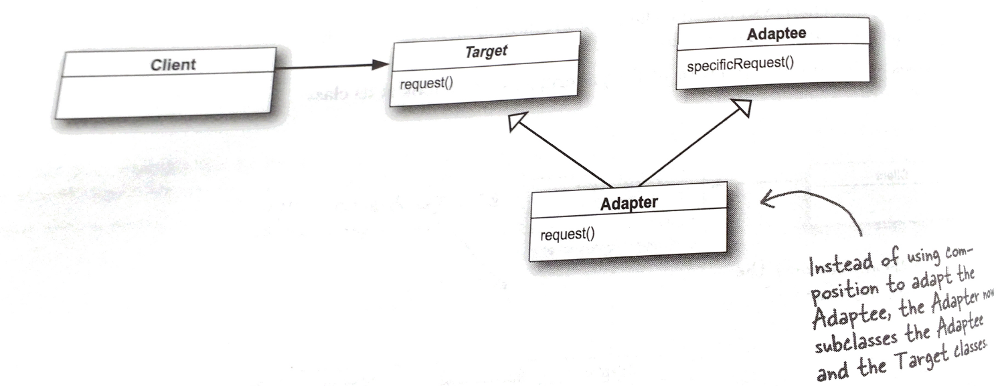 Client
Target
request()
Adaptee
specificRequest()
Adapter
request()
Instead of using com-
position to adapt the
Adaptee, the Adapter now
subclasses the Adaptee
and the Target classes.